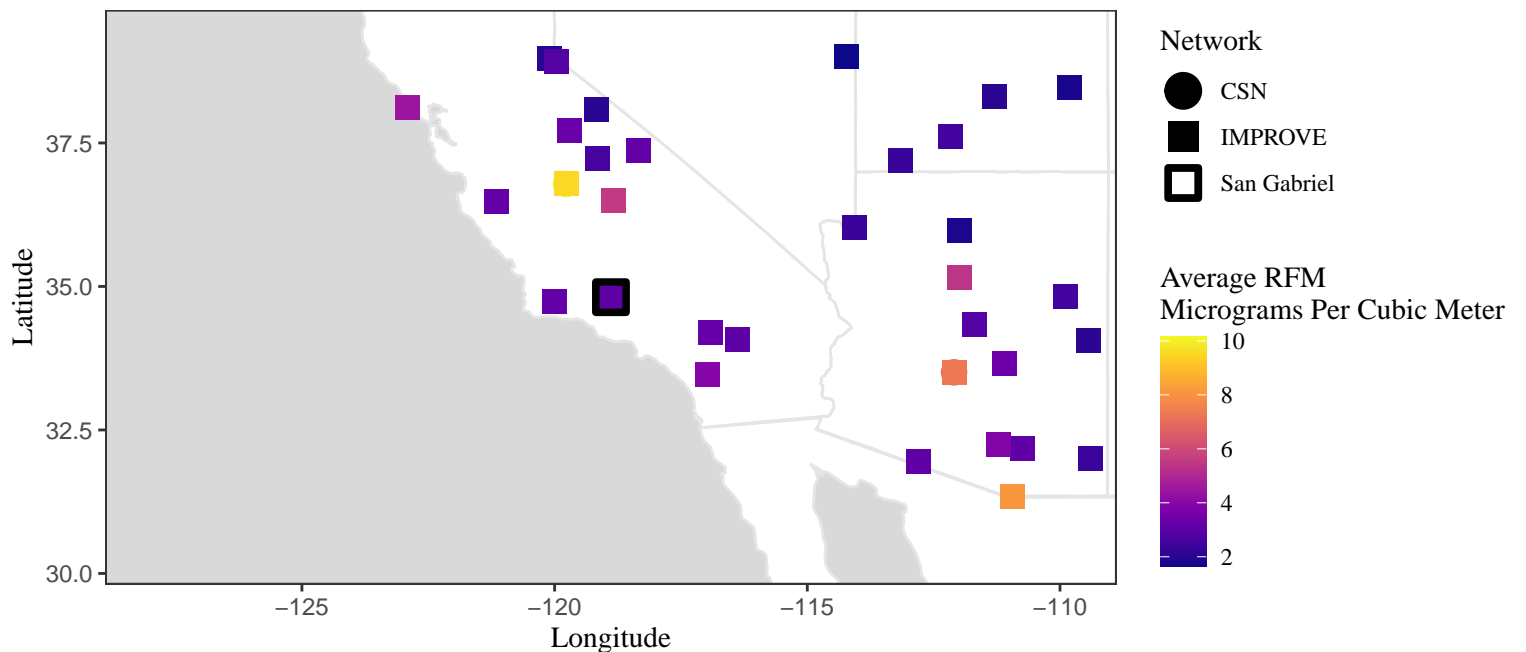 Network
CSN
IMPROVE
San Gabriel
Average RFM
Micrograms Per Cubic Meter
10
8
6
4
2
Latitude
37.5
35.0
32.5
30.0
−125
−120
−115
−110
Longitude